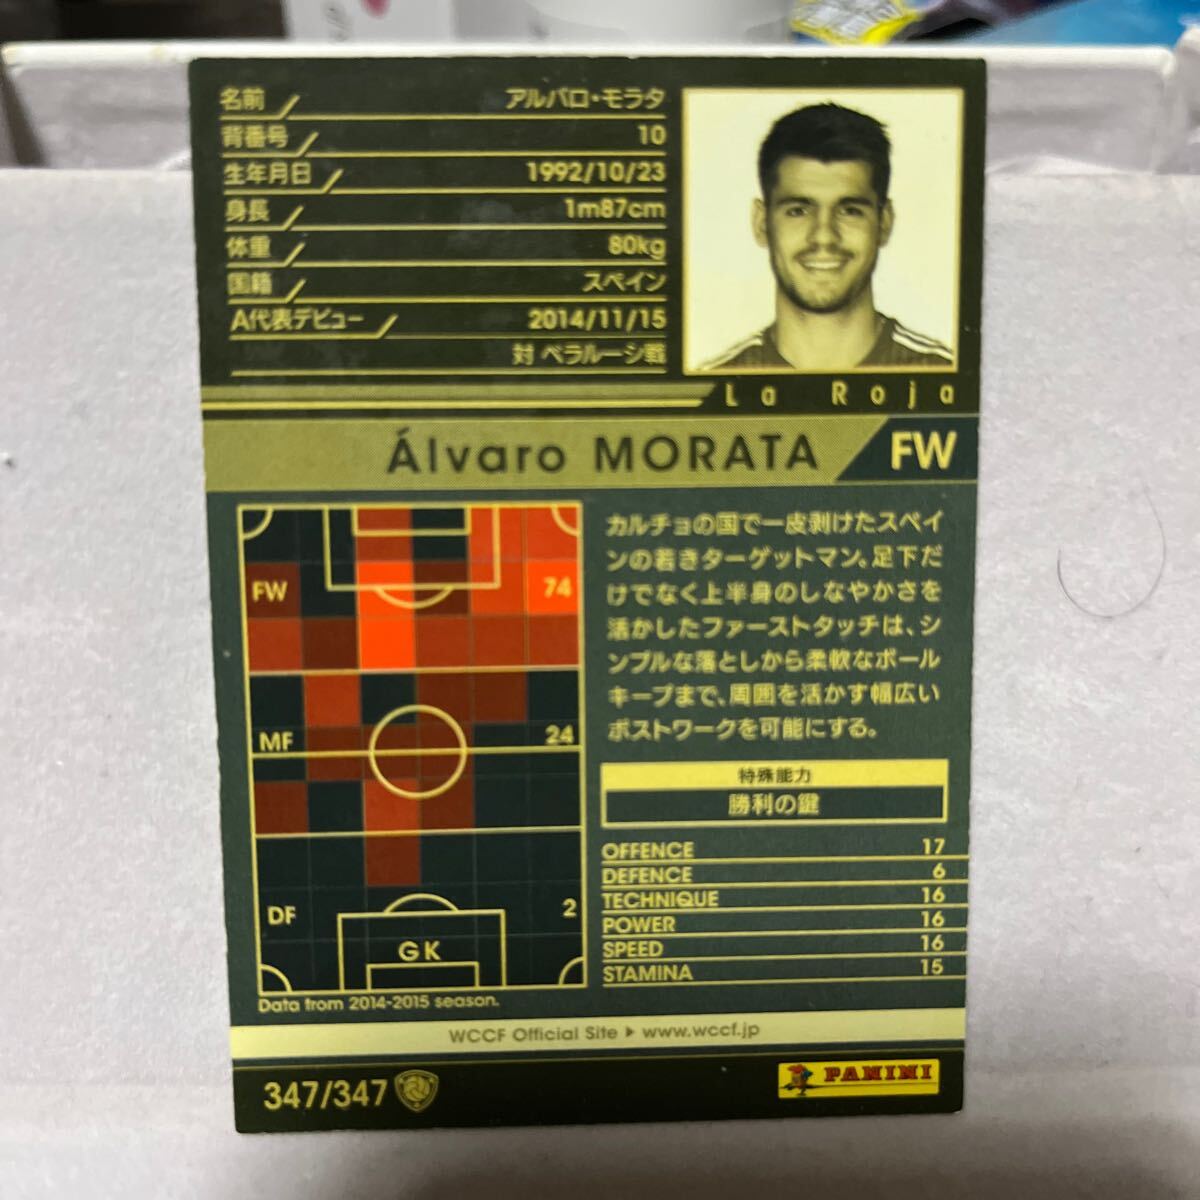 名前 アルバロ・モラタ
背番号 10
生年月日 1992/10/23
身長 1m87cm
体重 80kg
国籍 スペイン
A代表デビュー 2014/11/15
対 ベラルーシ戦
La Roja
Álvaro MORATA FW
FW 74
MF 24
DF 2
GK
Data from 2014-2015 season.
カルチョの国で一皮剥けたスペイ
ンの若きターゲットマン。足下だ
けでなく上半身のしなやかさを
活かしたファーストタッチは、シ
ンプルな落としから柔軟なボール
キープまで、周囲を活かす幅広い
ポストワークを可能にする。
特殊能力
勝利の鍵
OFFENCE 17
DEFENCE 6
TECHNIQUE 16
POWER 16
SPEED 16
STAMINA 15
WCCF Official Site ▶ www.wccf.jp
347/347
PANINI